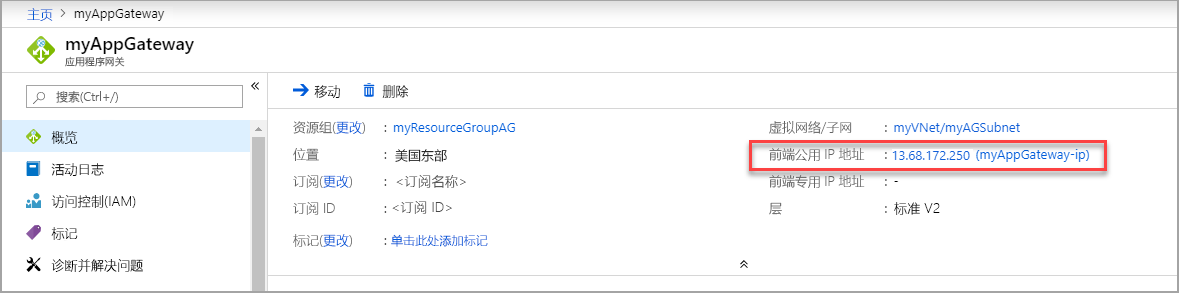 主页 > myAppGateway
myAppGateway
应用程序网关
搜索(Ctrl+/)
«
概览
活动日志
访问控制(IAM)
标记
诊断并解决问题
移动 删除
资源组(更改) : myResourceGroupAG
位置 : 美国东部
订阅(更改) : <订阅名称>
订阅 ID : <订阅 ID>
标记(更改) : 单击此处添加标记
虚拟网络/子网 : myVNet/myAGSubnet
前端公用 IP 地址 : 13.68.172.250 (myAppGateway-ip)
前端专用 IP 地址 : -
层 : 标准 V2